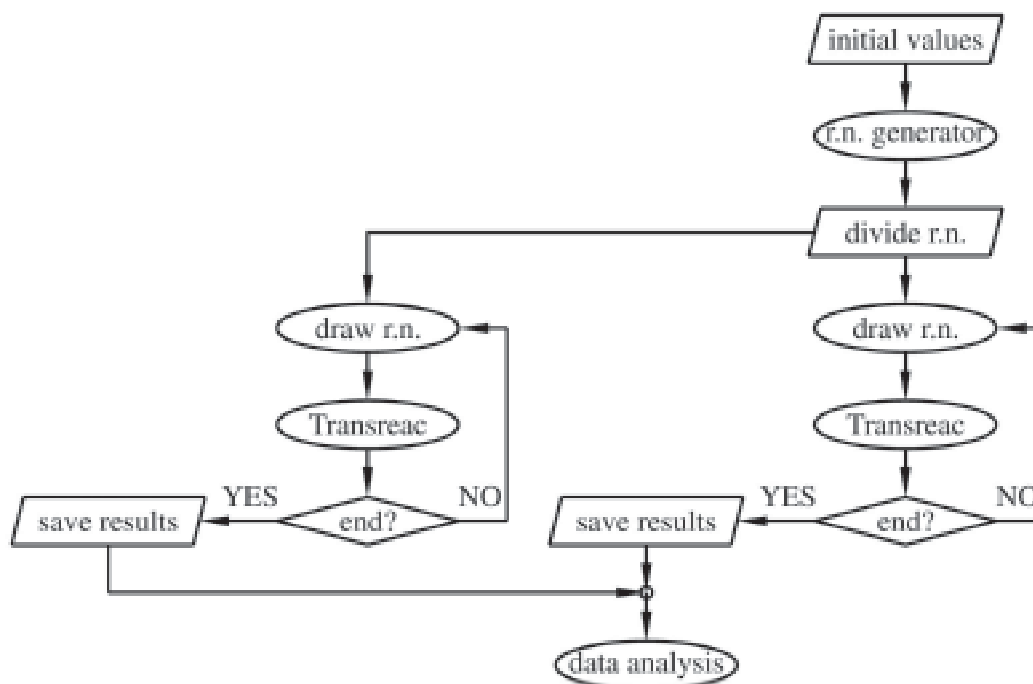 initial values
r.n. generator
divide r.n.
draw r.n.
draw r.n.
Transreac
Transreac
YES
NO
YES
NO
save results
end?
save results
end?
data analysis